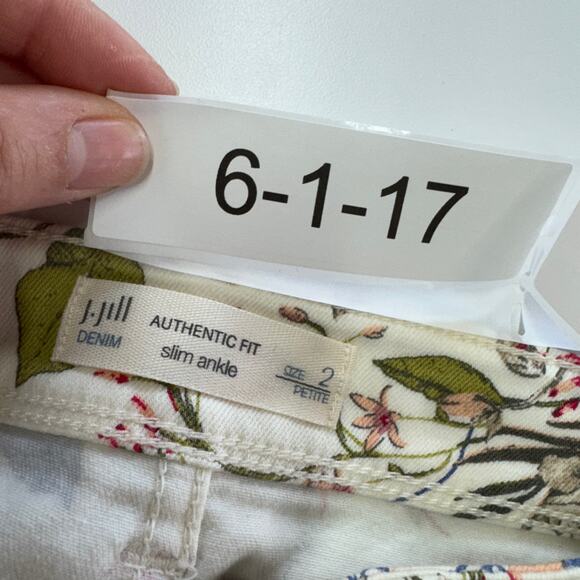 6-1-17
J.Jill
DENIM
AUTHENTIC FIT
slim ankle
SIZE 2
PETITE